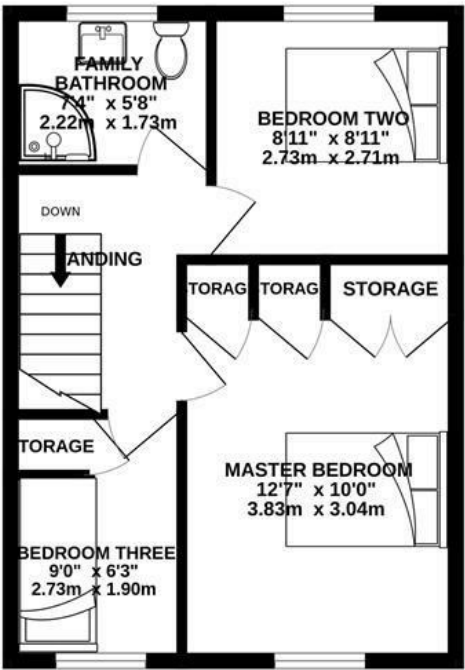 FAMILY
BATHROOM
7'4" x 5'8"
2.22m x 1.73m
BEDROOM TWO
8'11" x 8'11"
2.73m x 2.71m
DOWN
ANDING
TORAG
TORAG
STORAGE
TORAGE
MASTER BEDROOM
12'7" x 10'0"
3.83m x 3.04m
BEDROOM THREE
9'0" x 6'3"
2.73m x 1.90m